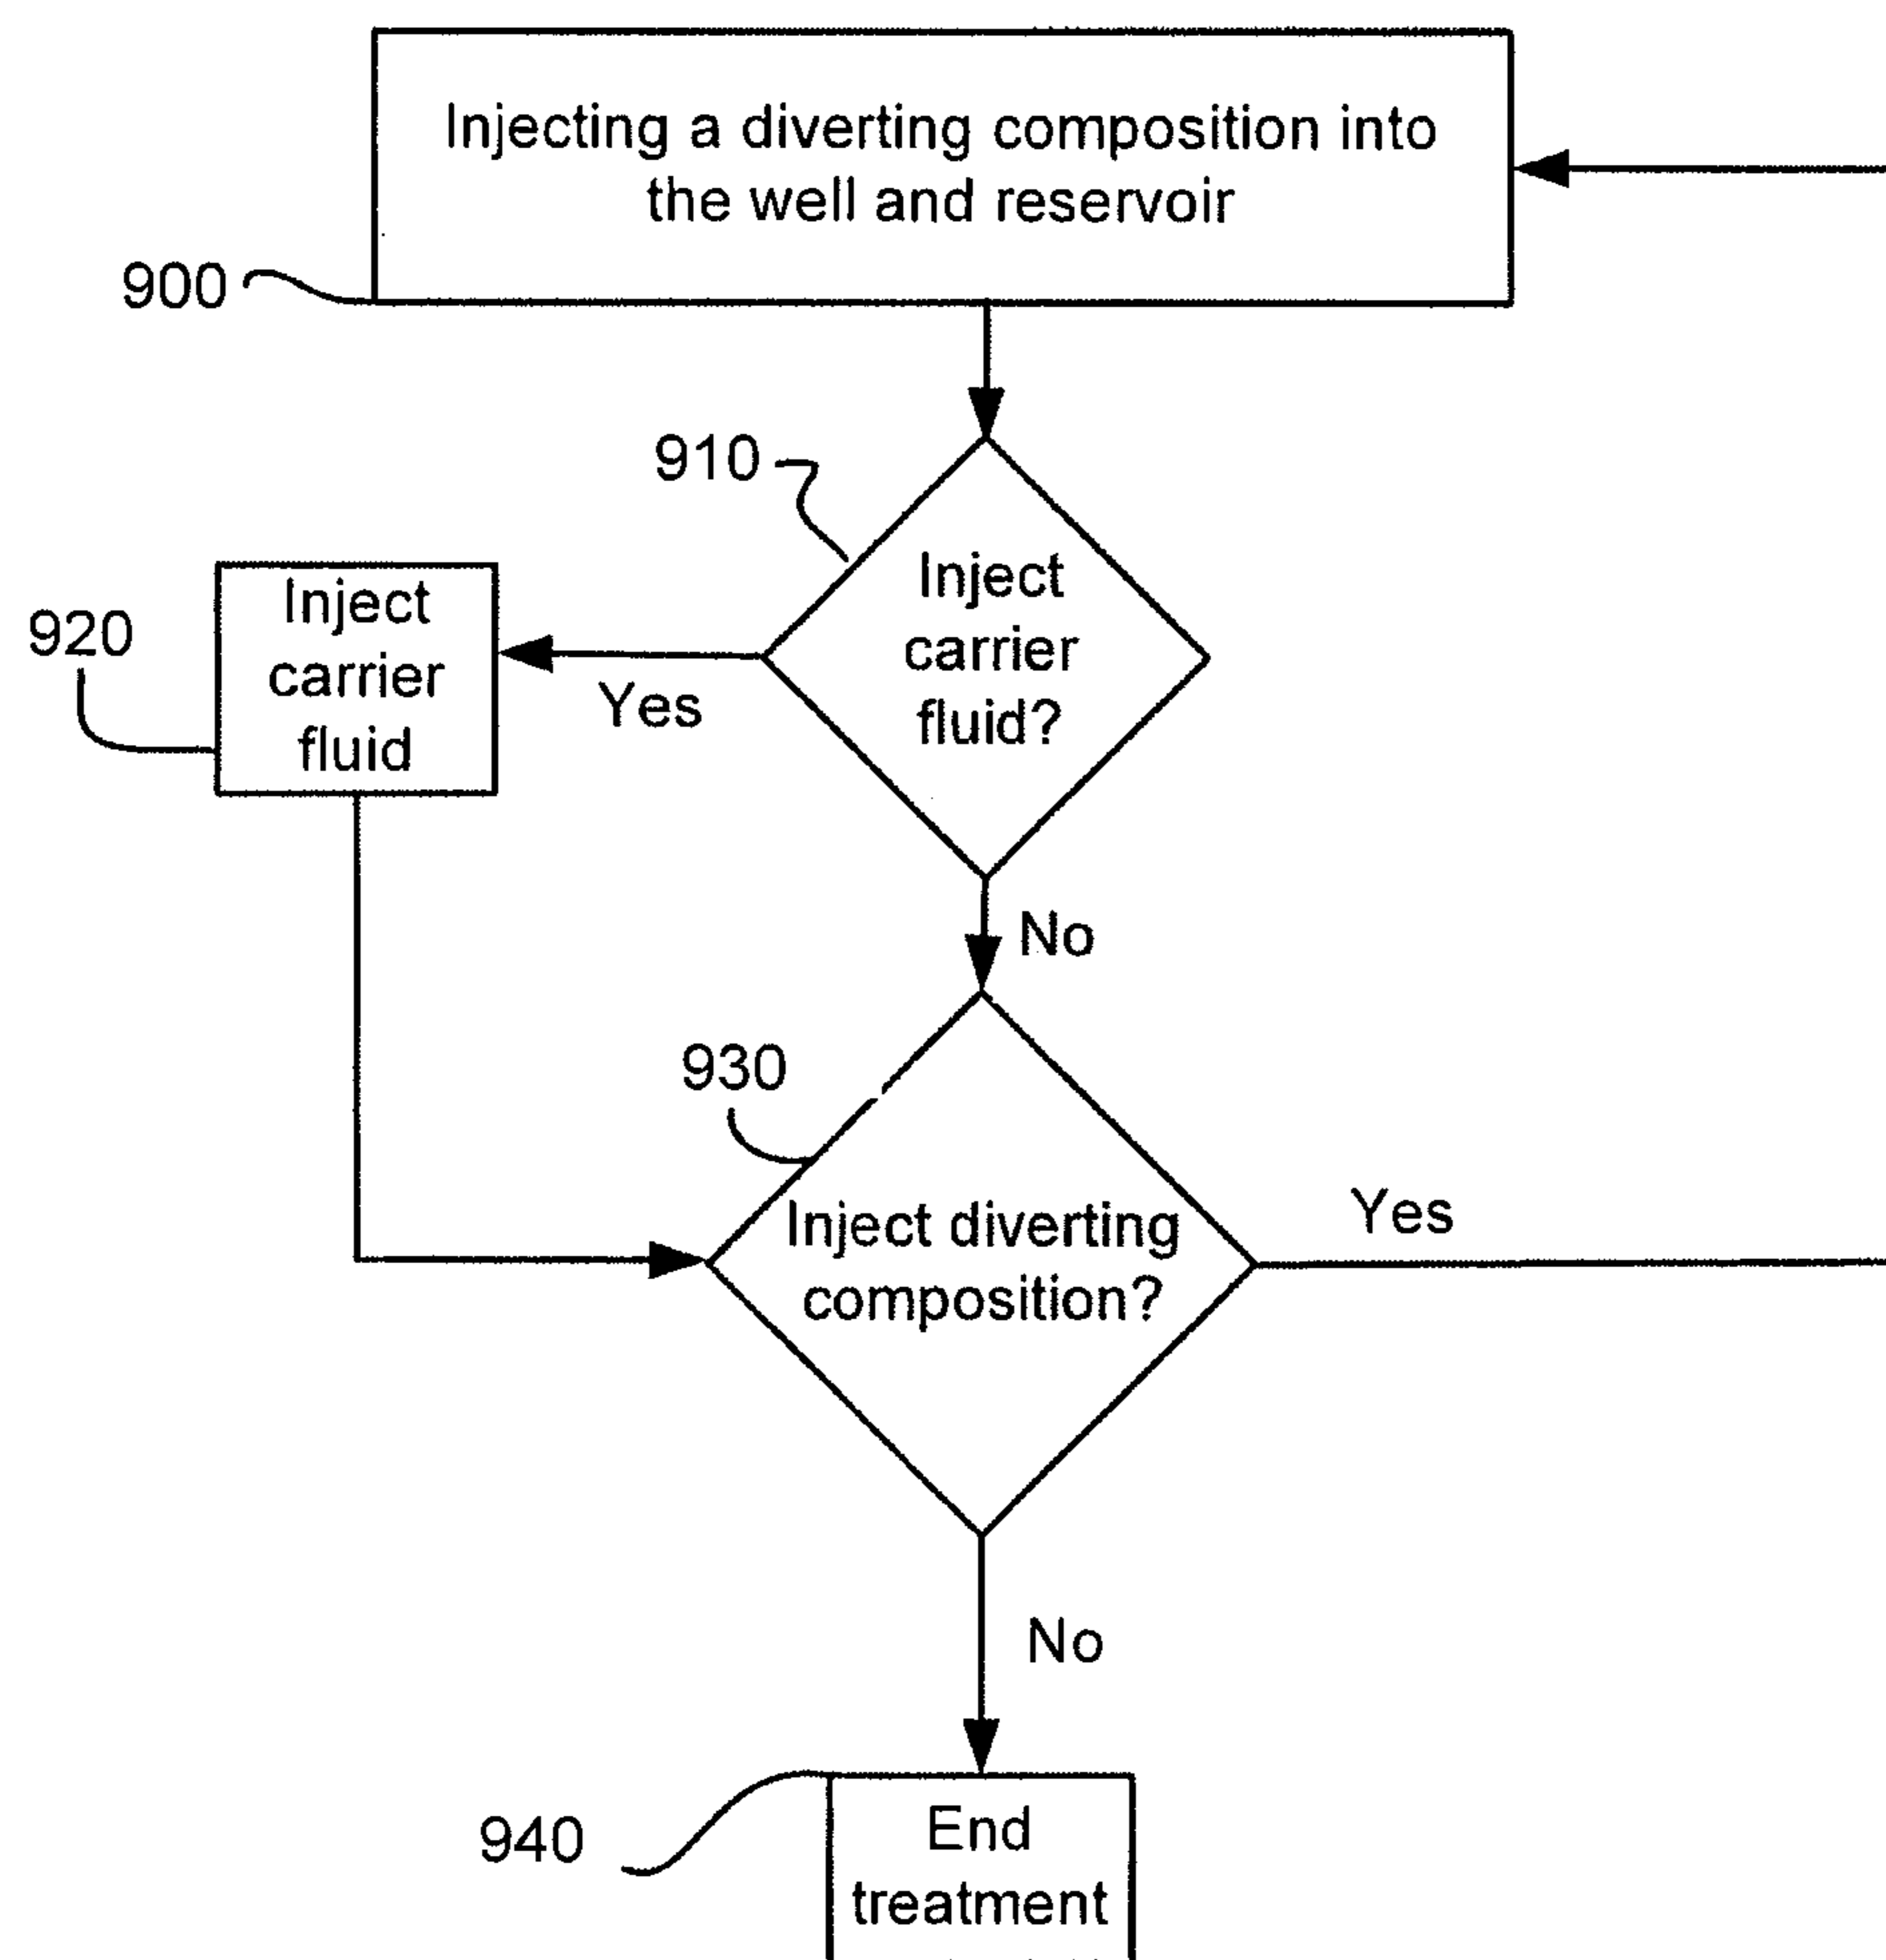 Injecting a diverting composition into
the well and reservoir
900
910
Inject
carrier
fluid?
920
Inject
carrier
fluid
Yes
No
930
Inject diverting
composition?
Yes
No
940
End
treatment